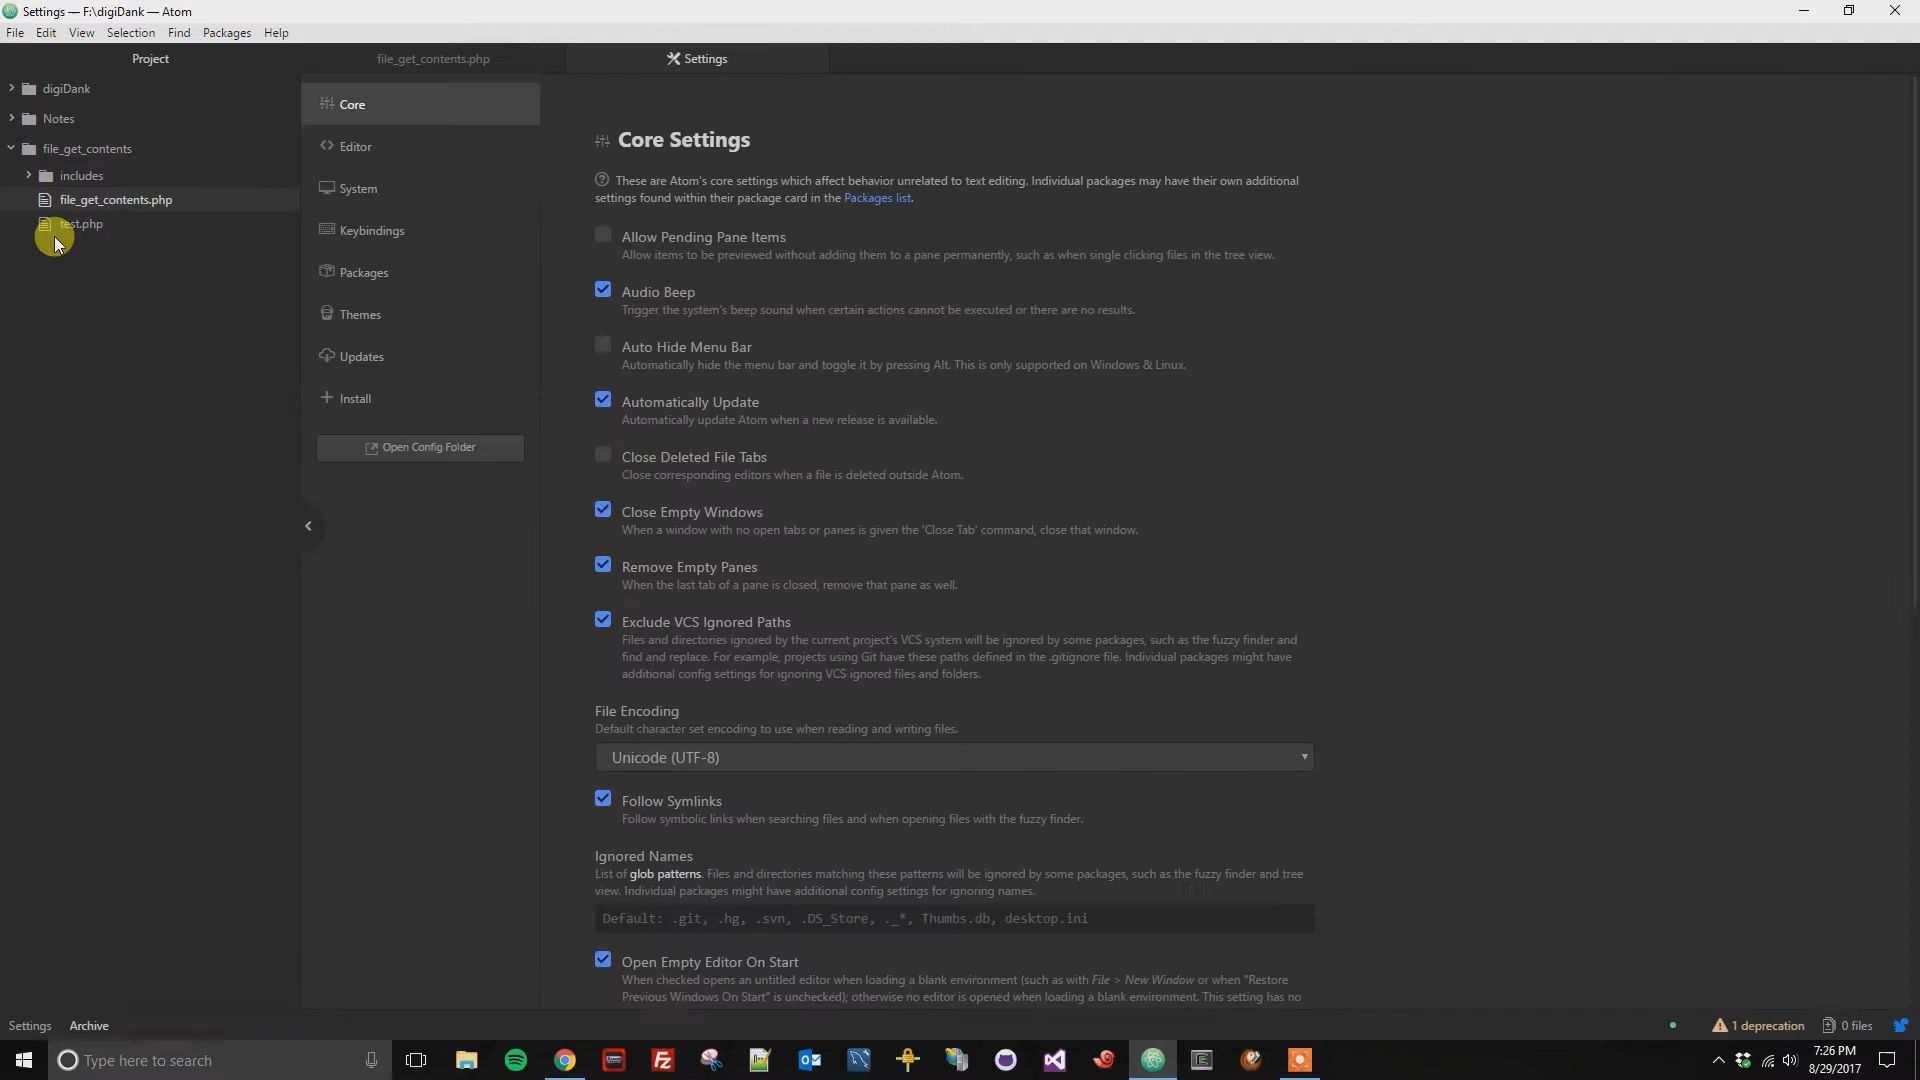 Settings — F:\digiDank — Atom
File Edit View Selection Find Packages Help
Project
file_get_contents.php
Settings
digiDank
Notes
file_get_contents
includes
file_get_contents.php
test.php
Core
Editor
System
Keybindings
Packages
Themes
Updates
Install
Open Config Folder
Core Settings
These are Atom's core settings which affect behavior unrelated to text editing. Individual packages may have their own additional
settings found within their package card in the Packages list.
Allow Pending Pane Items
Allow items to be previewed without adding them to a pane permanently, such as when single clicking files in the tree view.
Audio Beep
Trigger the system's beep sound when certain actions cannot be executed or there are no results.
Auto Hide Menu Bar
Automatically hide the menu bar and toggle it by pressing Alt. This is only supported on Windows & Linux.
Automatically Update
Automatically update Atom when a new release is available.
Close Deleted File Tabs
Close corresponding editors when a file is deleted outside Atom.
Close Empty Windows
When a window with no open tabs or panes is given the 'Close Tab' command, close that window.
Remove Empty Panes
When the last tab of a pane is closed, remove that pane as well.
Exclude VCS Ignored Paths
Files and directories ignored by the current project's VCS system will be ignored by some packages, such as the fuzzy finder and
find and replace. For example, projects using Git have these paths defined in the .gitignore file. Individual packages might have
additional config settings for ignoring VCS ignored files and folders.
File Encoding
Default character set encoding to use when reading and writing files.
Unicode (UTF-8)
Follow Symlinks
Follow symbolic links when searching files and when opening files with the fuzzy finder.
Ignored Names
List of glob patterns. Files and directories matching these patterns will be ignored by some packages, such as the fuzzy finder and tree
view. Individual packages might have additional config settings for ignoring names.
Default: .git, .hg, .svn, .DS_Store, ._*, Thumbs.db, desktop.ini
Open Empty Editor On Start
When checked opens an untitled editor when loading a blank environment (such as with File > New Window or when "Restore
Previous Windows On Start" is unchecked); otherwise no editor is opened when loading a blank environment. This setting has no
Settings Archive
1 deprecation
0 files
Type here to search
7:26 PM
8/29/2017